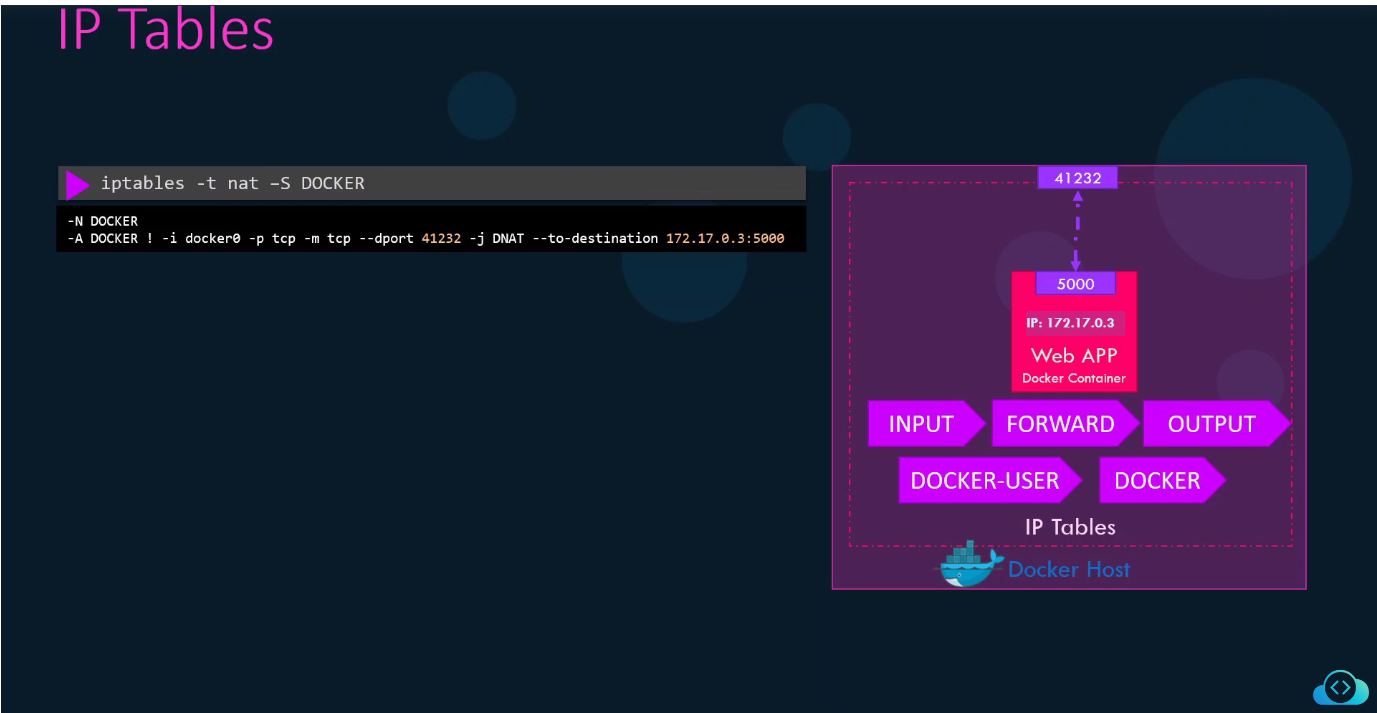 IP Tables
iptables -t nat –S DOCKER
-N DOCKER
-A DOCKER ! -i docker0 -p tcp -m tcp --dport 41232 -j DNAT --to-destination 172.17.0.3:5000
41232
5000
IP: 172.17.0.3
Web APP
Docker Container
INPUT
FORWARD
OUTPUT
DOCKER-USER
DOCKER
IP Tables
Docker Host